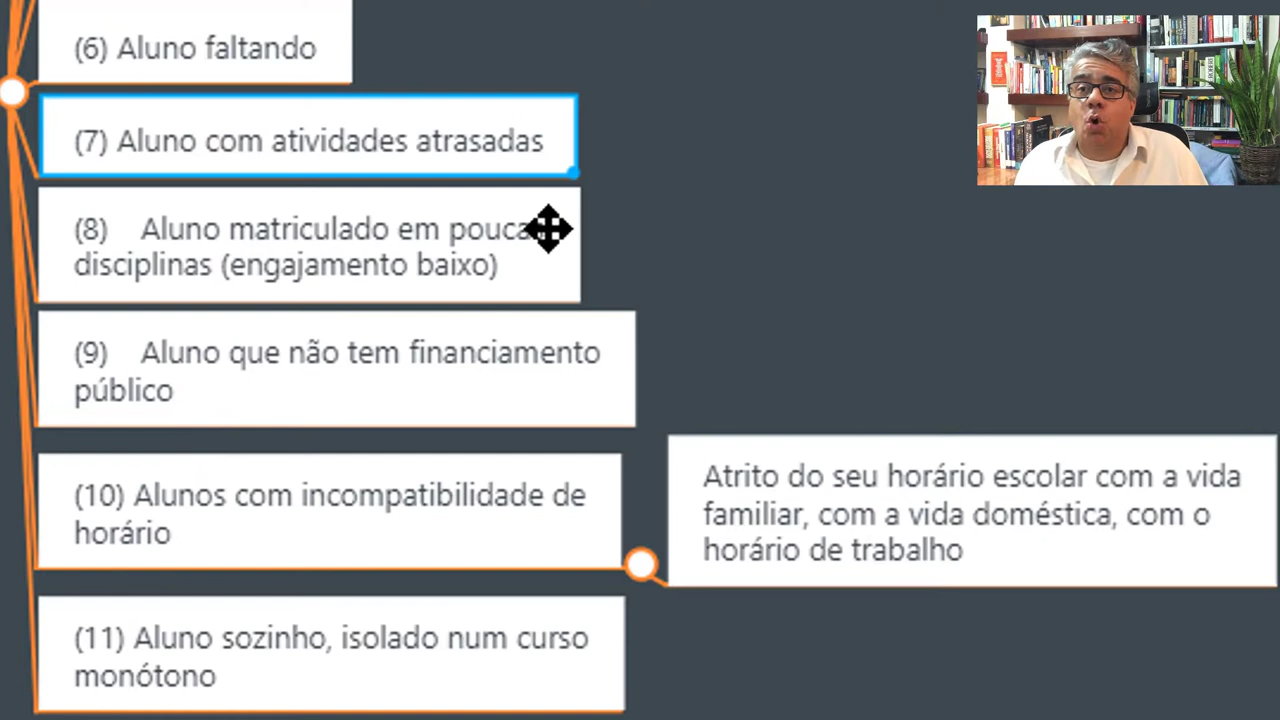 (6) Aluno faltando
(7) Aluno com atividades atrasadas
(8) Aluno matriculado em
disciplinas (engajamento baixo)
(9) Aluno que não tem financiamento
público
(10) Alunos com incompatibilidade de
horário
Atrito do seu horário escolar com a vida
familiar, com a vida doméstica, com o
horário de trabalho
(11) Aluno sozinho, isolado num curso
monótono